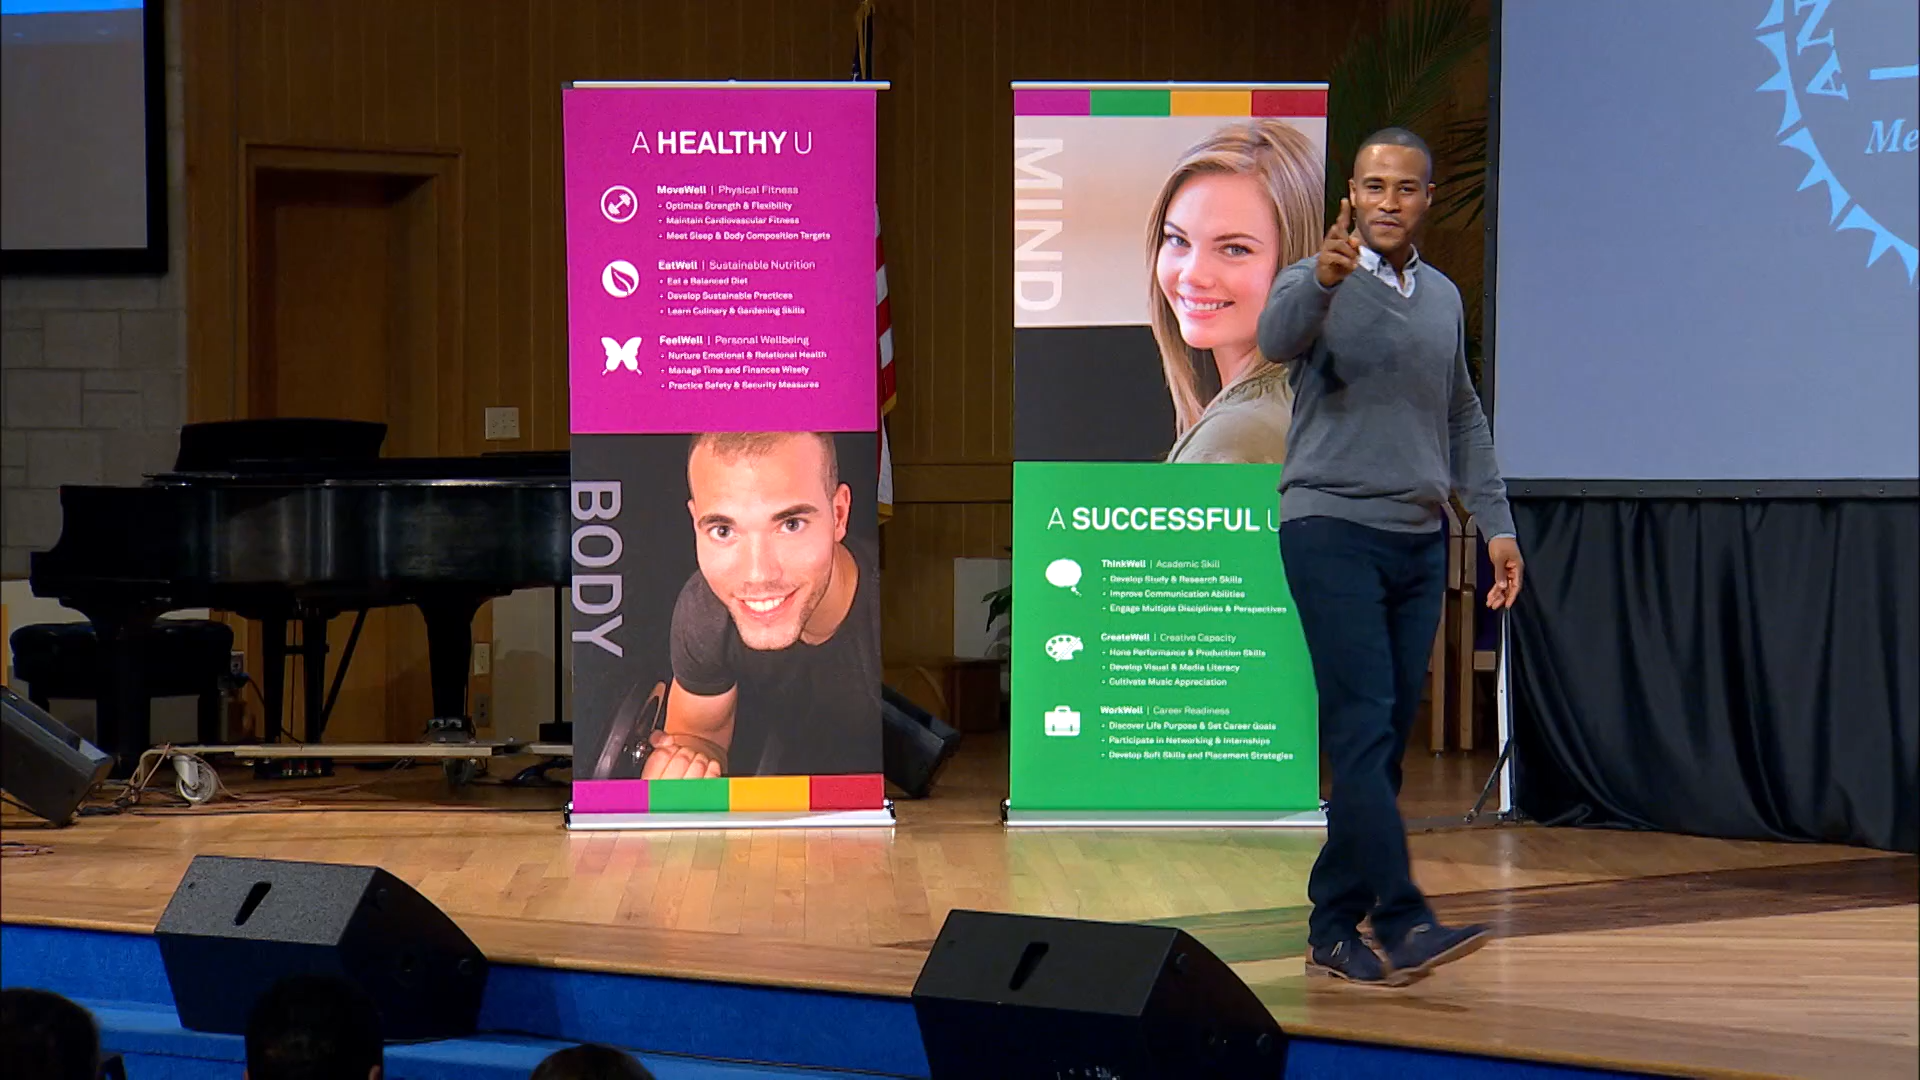 A HEALTHY U
MoveWell | Physical Fitness
• Optimize Strength & Flexibility
• Maintain Cardiovascular Fitness
• Meet Sleep & Body Composition Targets
EatWell | Sustainable Nutrition
• Eat a Balanced Diet
• Develop Sustainable Practices
• Learn Culinary & Gardening Skills
FeelWell | Personal Wellbeing
• Nurture Emotional & Relational Health
• Manage Time and Finances Wisely
• Practice Safety & Security Measures
BODY
MIND
A SUCCESSFUL U
ThinkWell | Academic Skill
• Develop Study & Research Skills
• Improve Communication Abilities
• Engage Multiple Disciplines & Perspectives
CreateWell | Creative Capacity
• Hone Performance & Production Skills
• Develop Visual & Media Literacy
• Cultivate Music Appreciation
WorkWell | Career Readiness
• Discover Life Purpose & Set Career Goals
• Participate in Networking & Internships
• Develop Soft Skills and Placement Strategies